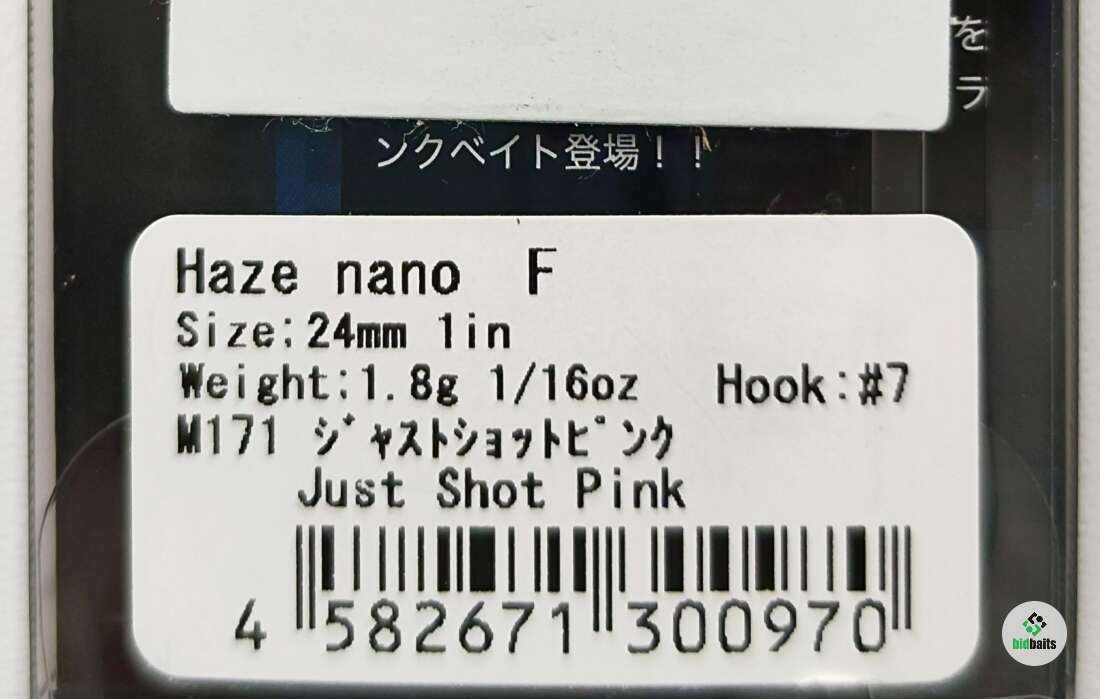 を
ラ
ンクベイト登場！！
Haze nano F
Size:24mm 1in
Weight:1.8g 1/16oz Hook:#7
M171 ｼﾞｬｽﾄｼｮｯﾄﾋﾟﾝｸ
Just Shot Pink
4 582671 300970
bidbaits